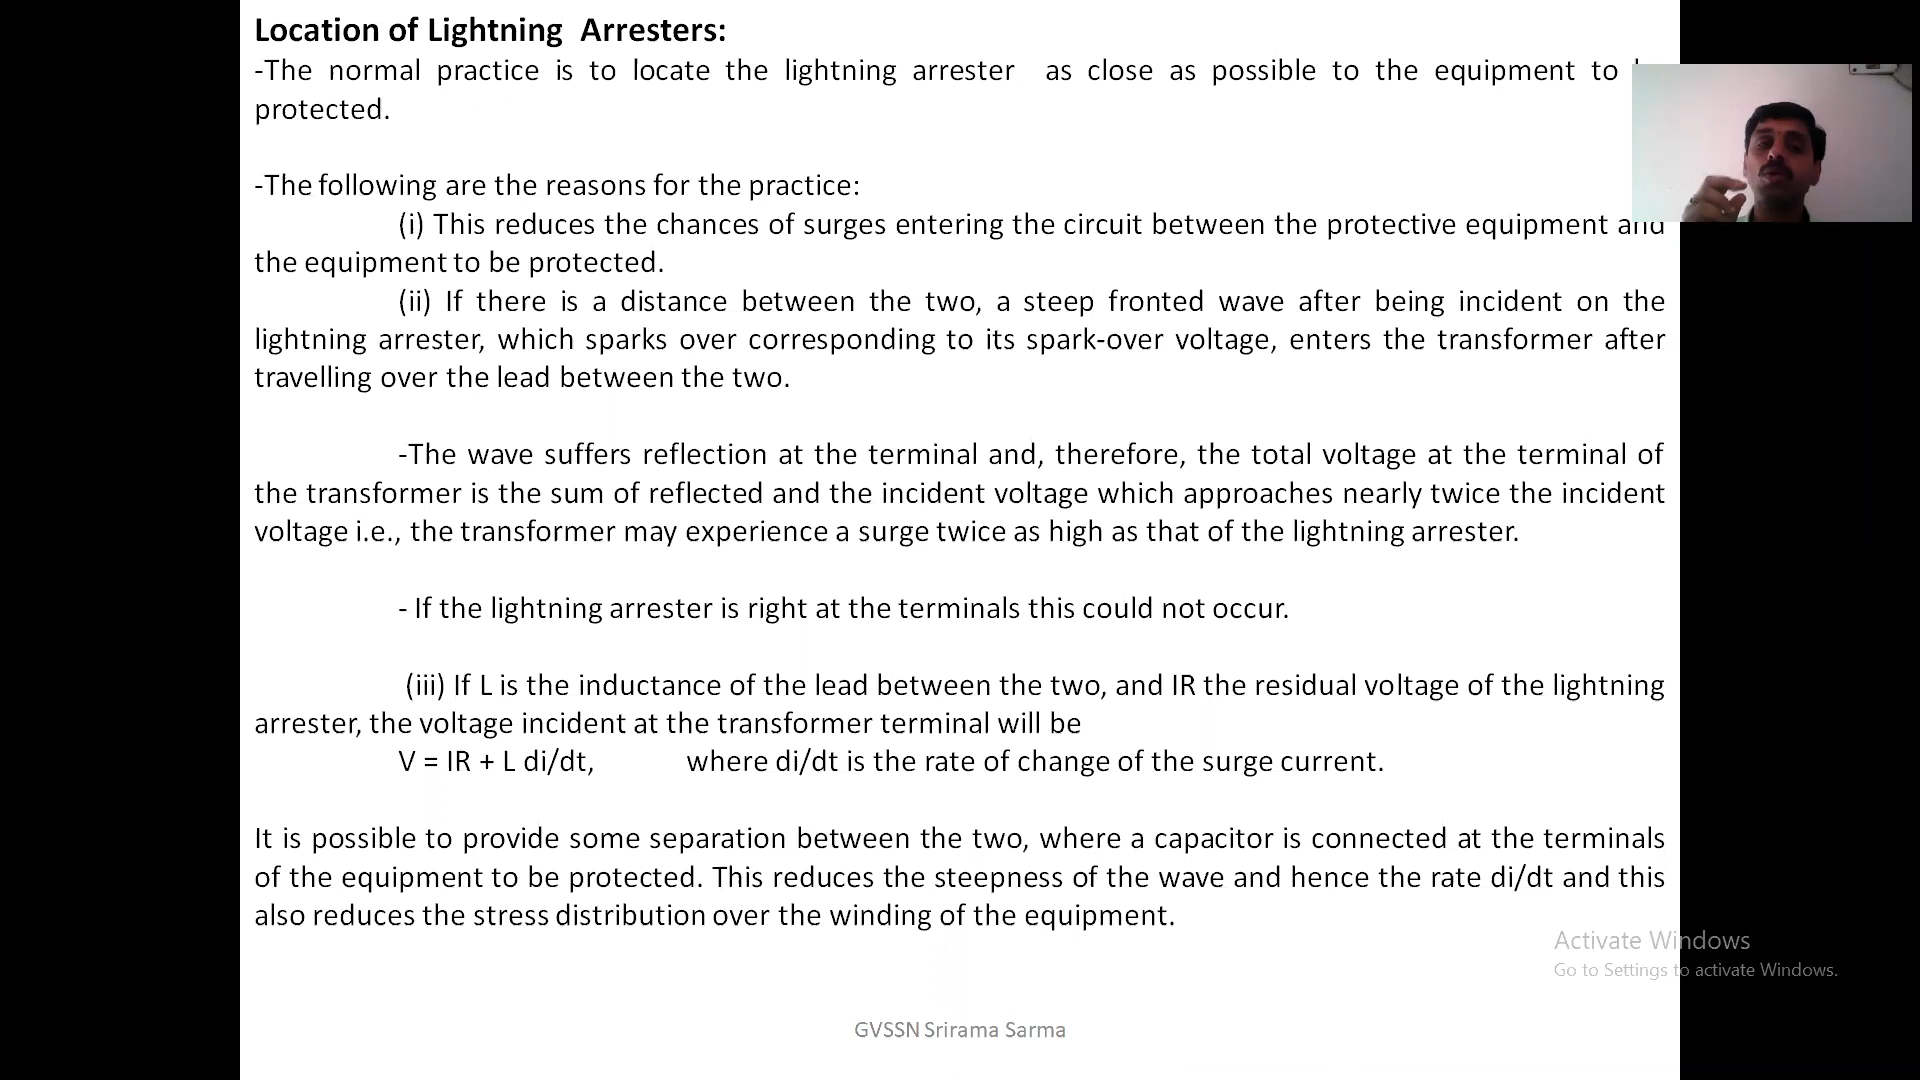 Location of Lightning  Arresters:
-The normal practice is to locate the lightning arrester  as close as possible to the equipment to
protected.
-The following are the reasons for the practice:
(i) This reduces the chances of surges entering the circuit between the protective equipment and
the equipment to be protected.
(ii) If there is a distance between the two, a steep fronted wave after being incident on the
lightning arrester, which sparks over corresponding to its spark-over voltage, enters the transformer after
travelling over the lead between the two.
-The wave suffers reflection at the terminal and, therefore, the total voltage at the terminal of
the transformer is the sum of reflected and the incident voltage which approaches nearly twice the incident
voltage i.e., the transformer may experience a surge twice as high as that of the lightning arrester.
- If the lightning arrester is right at the terminals this could not occur.
(iii) If L is the inductance of the lead between the two, and IR the residual voltage of the lightning
arrester, the voltage incident at the transformer terminal will be
V = IR + L di/dt, where di/dt is the rate of change of the surge current.
It is possible to provide some separation between the two, where a capacitor is connected at the terminals
of the equipment to be protected. This reduces the steepness of the wave and hence the rate di/dt and this
also reduces the stress distribution over the winding of the equipment.
Activate Windows
Go to Settings to activate Windows.
GVSSN Srirama Sarma